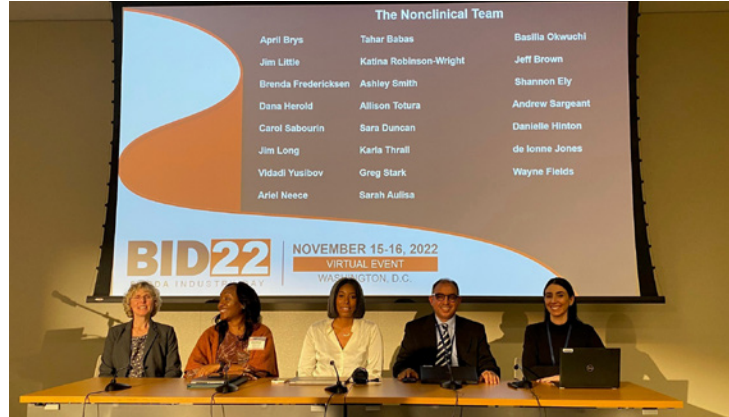 The Nonclinical Team
April Brys
Jim Little
Brenda Fredericksen
Dana Herold
Carol Sabourin
Jim Long
Vidadi Yusibov
Ariel Neece
Tahar Babas
Katina Robinson-Wright
Ashley Smith
Allison Totura
Sara Duncan
Karla Thrall
Greg Stark
Sarah Aulisa
Basilia Okwuchi
Jeff Brown
Shannon Ely
Andrew Sargeant
Danielle Hinton
de Ionne Jones
Wayne Fields
BID22
INDUSTRY DAY
NOVEMBER 15-16, 2022
VIRTUAL EVENT
WASHINGTON, D.C.